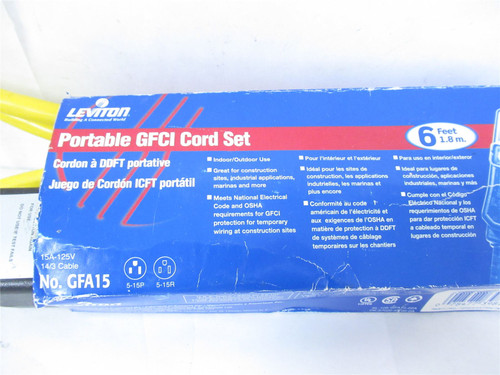 LEVITON
Building A Connected World
Portable GFCI Cord Set
6 Feet
1.8 m.
Cordon à DDFT portative
Juego de Cordón ICFT portátil
Indoor/Outdoor Use
Great for construction
sites, industrial applications,
marinas and more
Meets National Electrical
Code and OSHA
requirements for GFCI
protection for temporary
wiring at construction sites
Pour l'intérieur et l'extérieur
Idéal pour les sites de
construction, les applications
industrielles, les marines et
plus encore
Conformité au code
américain de l'électricité et
aux exigences de l'OSHA en
matière de protection à DDFT
de systèmes de câblage
temporaires sur les chantiers
Para uso en interior/exterior
Ideal para lugares de
construcción, aplicaciones
industriales, marinas y más
Cumple con el Código
Eléctrico Nacional y los
requerimientos de OSHA
para dar protección ICFT
a cableado temporal en
lugares de construcción
15A-125V
14/3 Cable
No. GFA15
5-15P
5-15R